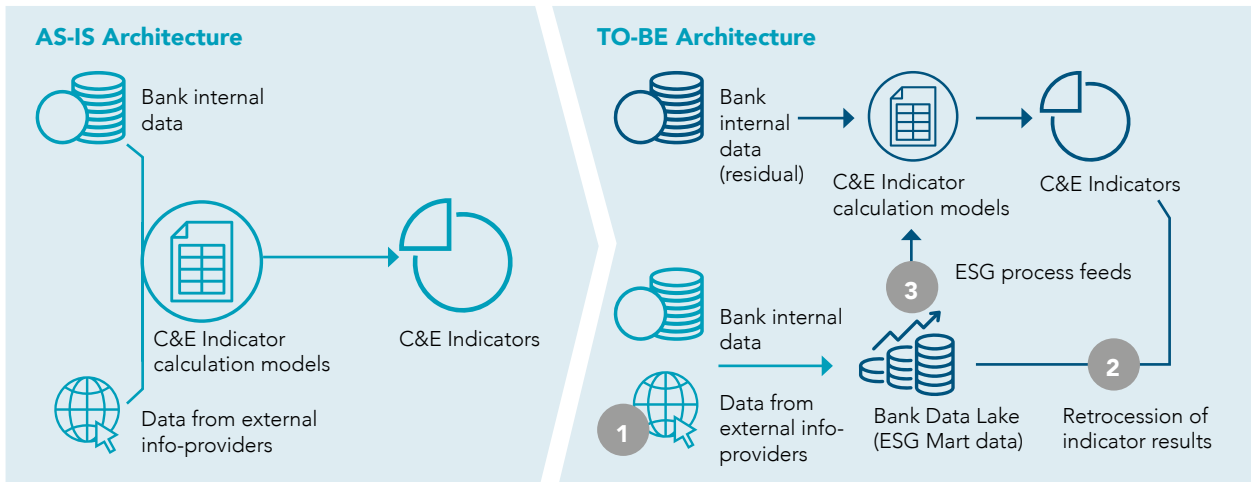 AS-IS Architecture
Bank internal
data
C&E Indicator
calculation models
C&E Indicators
Data from external
info-providers
TO-BE Architecture
Bank
internal
data
(residual)
C&E Indicator
calculation models
C&E Indicators
3
ESG process feeds
Bank internal
data
1
Data from
external info-
providers
Bank Data Lake
(ESG Mart data)
2
Retrocession of
indicator results